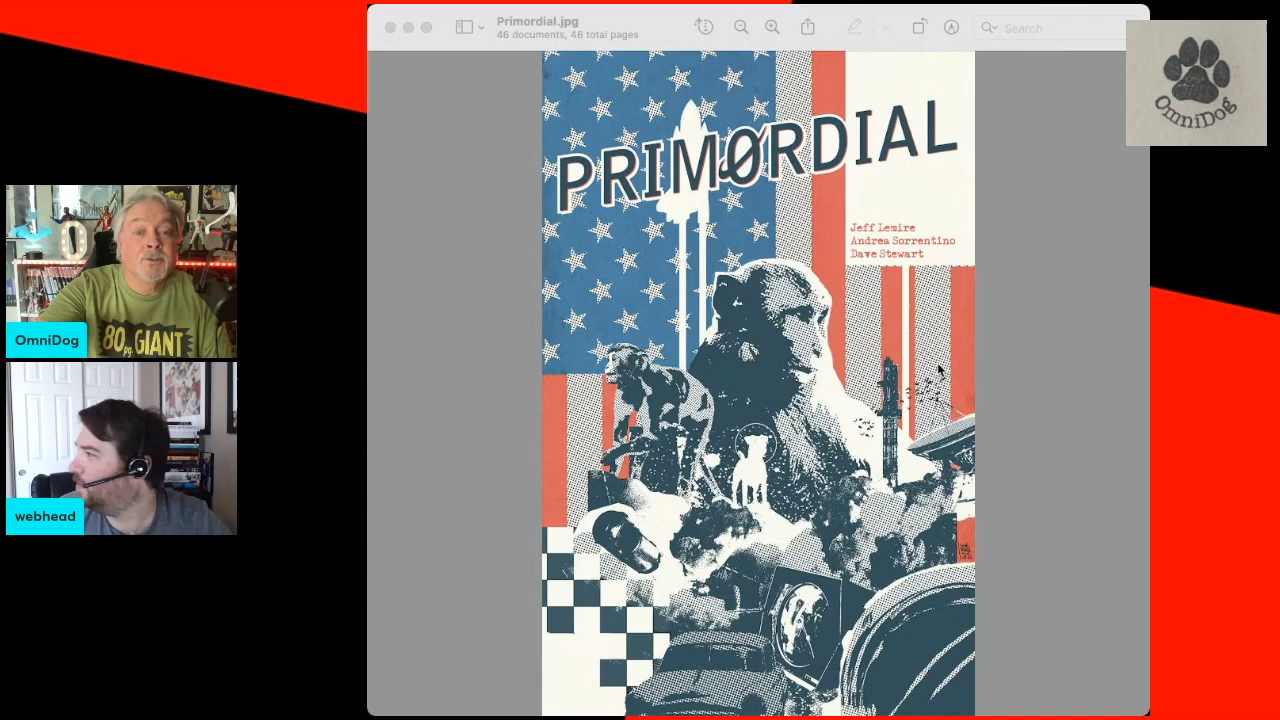 Primordial.jpg
46 documents, 46 total pages
Search
OmniDog
PRIMORDIAL
Jeff Lemire
Andrea Sorrentino
Dave Stewart
80pg. GIANT
OmniDog
webhead